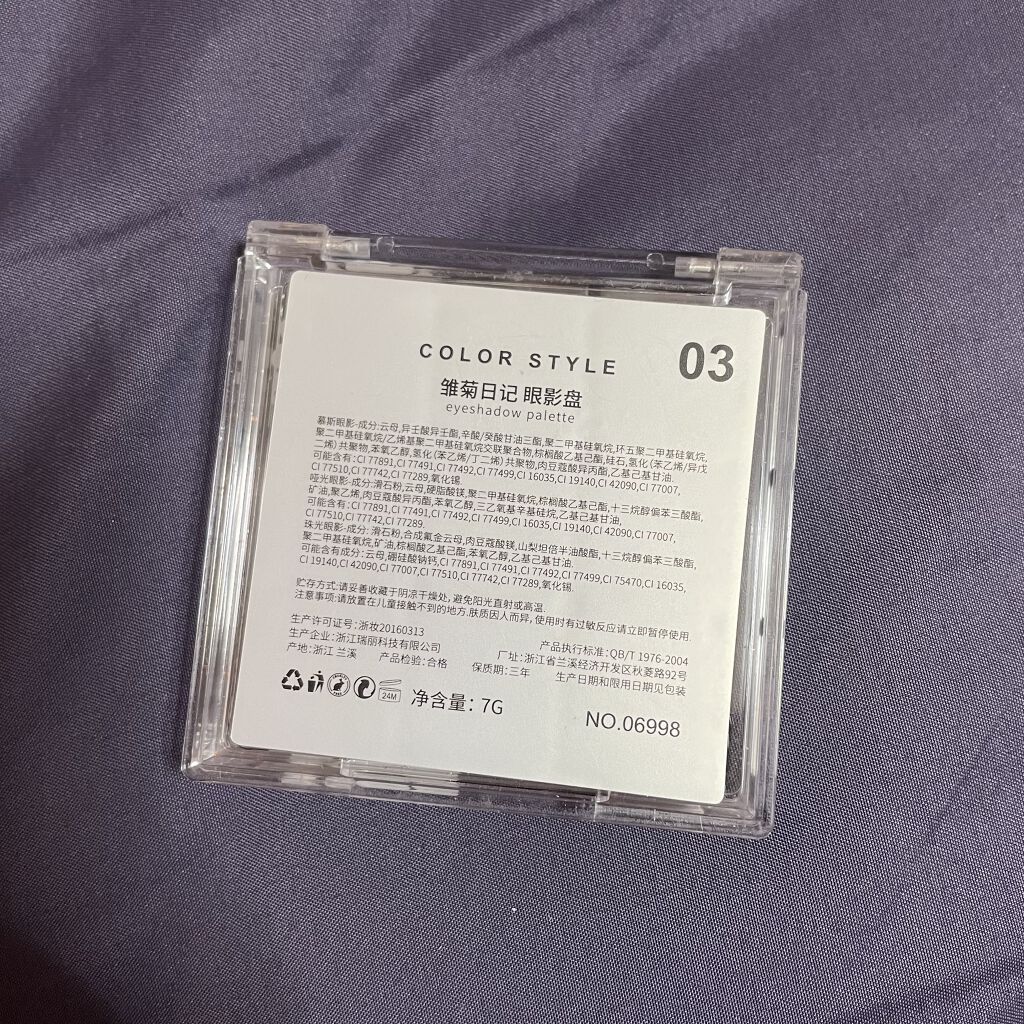 COLOR STYLE
03
雏菊日记 眼影盘
eyeshadow palette
慕斯眼影-成分:云母,异壬酸异壬酯,辛酸/癸酸甘油三酯,聚二甲基硅氧烷,环五聚二甲基硅氧烷,
聚二甲基硅氧烷/乙烯基聚二甲基硅氧烷交联聚合物,棕榈酸乙基己酯,硅石,氢化(苯乙烯/异戊
二烯)共聚物,苯氧乙醇,氢化(苯乙烯/丁二烯)共聚物,肉豆蔻酸异丙酯,乙基己基甘油.
可能含有:CI 77891,CI 77491,CI 77492,CI 77499,CI 16035,CI 19140,CI 42090,CI 77007,
CI 77510,CI 77742,CI 77289,氧化锡.
哑光眼影-成分:滑石粉,云母,硬脂酸镁,聚二甲基硅氧烷,棕榈酸乙基己酯,十三烷醇偏苯三酸酯,
矿油,聚乙烯,肉豆蔻酸异丙酯,苯氧乙醇,三乙氧基辛基硅烷,乙基己基甘油,
可能含有:CI 77891,CI 77491,CI 77492,CI 77499,CI 16035,CI 19140,CI 42090,CI 77007,
CI 77510,CI 77742,CI 77289.
珠光眼影-成分: 滑石粉,合成氟金云母,肉豆蔻酸镁,山梨坦倍半油酸酯,十三烷醇偏苯三酸酯,
聚二甲基硅氧烷,矿油,棕榈酸乙基己酯,苯氧乙醇,乙基己基甘油.
可能含有成分:云母,硼硅酸钠钙,CI 77891,CI 77491,CI 77492,CI 77499,CI 75470,CI 16035,
CI 19140,CI 42090,CI 77007,CI 77510,CI 77742,CI 77289,氧化锡.
贮存方式:请妥善收藏于阴凉干燥处,避免阳光直射或高温.
注意事项:请放置在儿童接触不到的地方.肤质因人而异,使用时有过敏反应请立即暂停使用.
生产许可证号:浙妆20160313
产品执行标准:QB/T 1976-2004
生产企业:浙江瑞丽科技有限公司
厂址:浙江省兰溪经济开发区秋菱路92号
产地:浙江 兰溪 产品检验:合格 保质期:三年 生产日期和限用日期见包装
24M
净含量: 7G
NO.06998